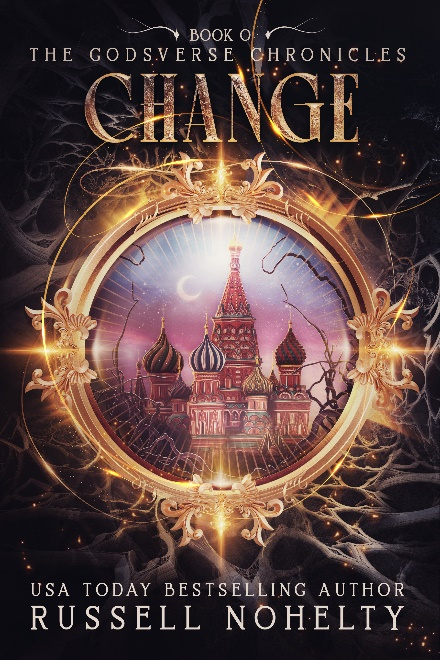 BOOK 0
THE GODSVERSE CHRONICLES
CHANGE
USA TODAY BESTSELLING AUTHOR
RUSSELL NOHELTY